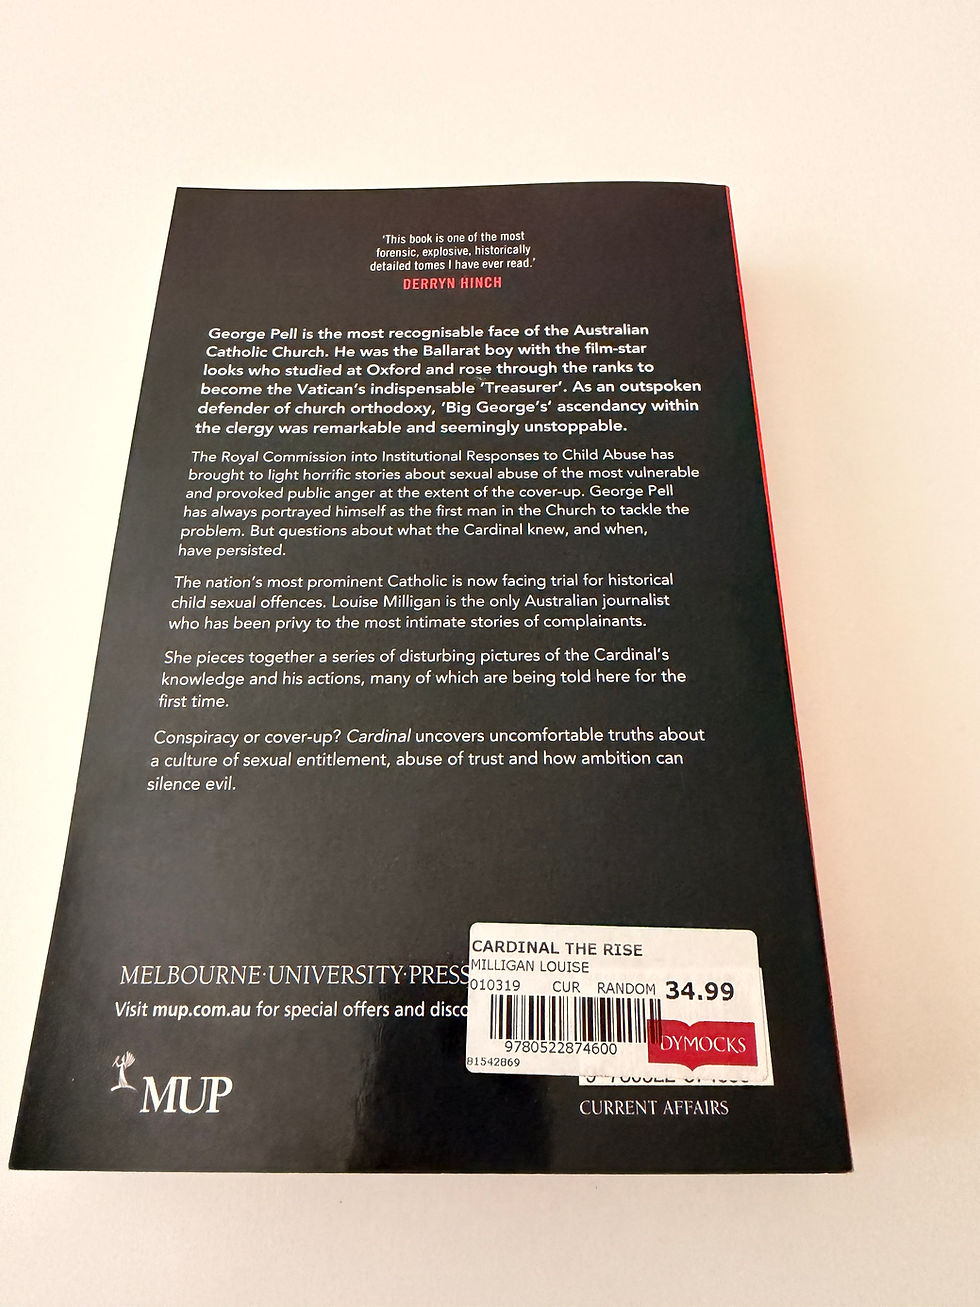 'This book is one of the most
forensic, explosive, historically
detailed tomes I have ever read.'
DERRYN HINCH
George Pell is the most recognisable face of the Australian
Catholic Church. He was the Ballarat boy with the film-star
looks who studied at Oxford and rose through the ranks to
become the Vatican's indispensable 'Treasurer'. As an outspoken
defender of church orthodoxy, 'Big George's' ascendancy within
the clergy was remarkable and seemingly unstoppable.
The Royal Commission into Institutional Responses to Child Abuse has
brought to light horrific stories about sexual abuse of the most vulnerable
and provoked public anger at the extent of the cover-up. George Pell
has always portrayed himself as the first man in the Church to tackle the
problem. But questions about what the Cardinal knew, and when,
have persisted.
The nation's most prominent Catholic is now facing trial for historical
child sexual offences. Louise Milligan is the only Australian journalist
who has been privy to the most intimate stories of complainants.
She pieces together a series of disturbing pictures of the Cardinal's
knowledge and his actions, many of which are being told here for the
first time.
Conspiracy or cover-up? Cardinal uncovers uncomfortable truths about
a culture of sexual entitlement, abuse of trust and how ambition can
silence evil.
MELBOURNE·UNIVERSITY·PRESS
Visit mup.com.au for special offers and disco
MUP
CARDINAL THE RISE
MILLIGAN LOUISE
010319 CUR RANDOM 34.99
9780522874600
DYMOCKS
81542869
CURRENT AFFAIRS